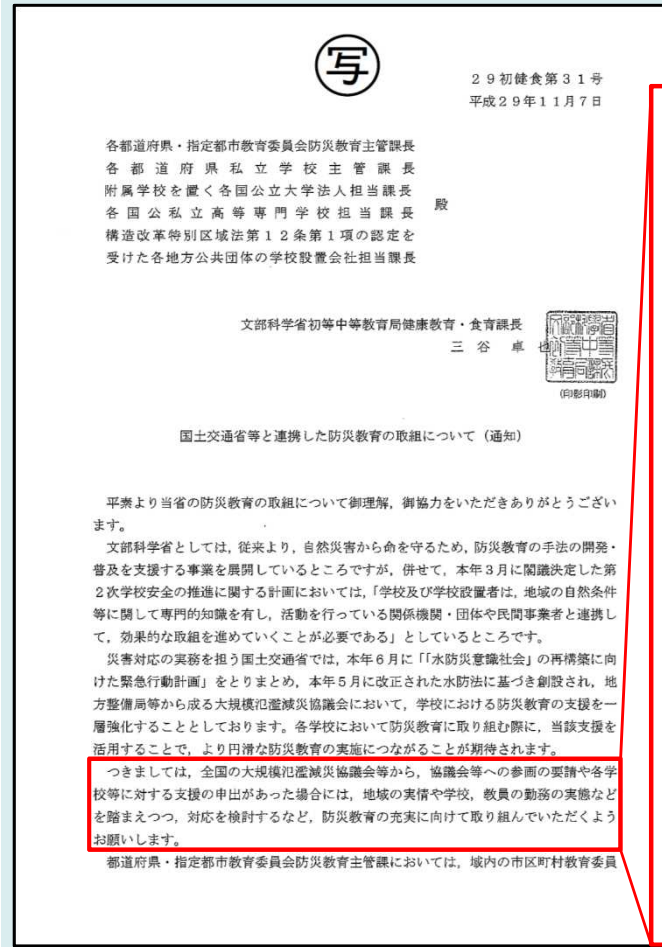 写
29初健食第31号
平成29年11月7日
各都道府県・指定都市教育委員会防災教育主管課長
各都道府県私立学校主管課長
附属学校を置く各国公立大学法人担当課長
各国公私立高等専門学校担当課長
構造改革特別区域法第12条第1項の認定を
受けた各地方公共団体の学校設置会社担当課長
殿
文部科学省初等中等教育局健康教育・食育課長
三谷卓也
(印影印刷)
国土交通省等と連携した防災教育の取組について(通知)
平素より当省の防災教育の取組について御理解,御協力をいただきありがとうござい
ます。
文部科学省としては,従来より,自然災害から命を守るため,防災教育の手法の開発・
普及を支援する事業を展開しているところですが,併せて,本年3月に閣議決定した第
2次学校安全の推進に関する計画においては,「学校及び学校設置者は,地域の自然条件
等に関して専門的知識を有し,活動を行っている関係機関・団体や民間事業者と連携し
て,効果的な取組を進めていくことが必要である」としているところです。
災害対応の実務を担う国土交通省では,本年6月に「「水防災意識社会」の再構築に向
けた緊急行動計画」をとりまとめ,本年5月に改正された水防法に基づき創設され,地
方整備局等から成る大規模氾濫減災協議会において,学校における防災教育の支援を一
層強化することとしております。各学校において防災教育に取り組む際に,当該支援を
活用することで,より円滑な防災教育の実施につながることが期待されます。
つきましては,全国の大規模氾濫減災協議会等から,協議会等への参画の要請や各学
校等に対する支援の申出があった場合には,地域の実情や学校,教員の勤務の実態など
を踏まえつつ,対応を検討するなど,防災教育の充実に向けて取り組んでいただくよう
お願いします。
都道府県・指定都市教育委員会防災教育主管課においては,域内の市区町村教育委員